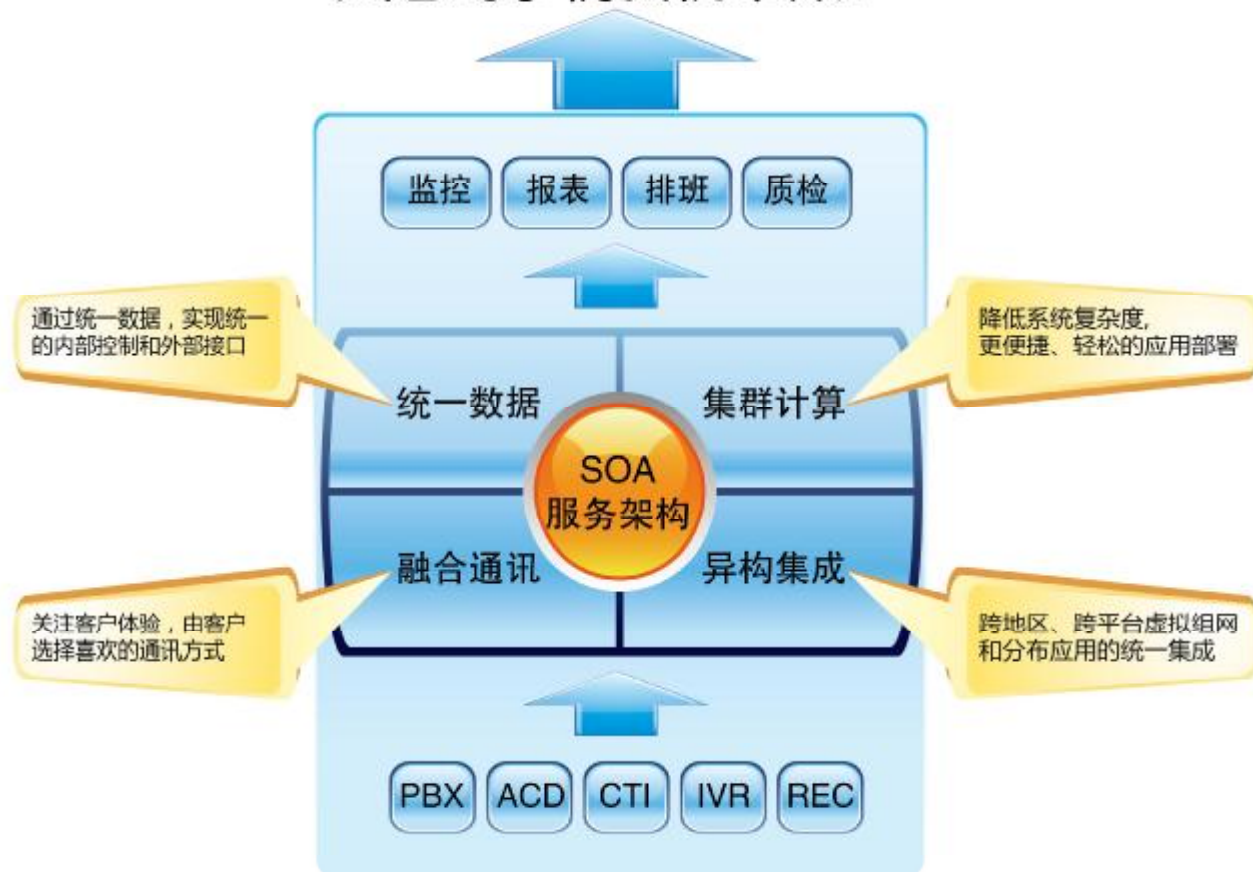 监控 报表 排班 质检
通过统一数据，实现统一
的内部控制和外部接口
降低系统复杂度,
更便捷、轻松的应用部署
统一数据
集群计算
SOA
服务架构
融合通讯
异构集成
关注客户体验，由客户
选择喜欢的通讯方式
跨地区、跨平台虚拟组网
和分布应用的统一集成
PBX ACD CTI IVR REC